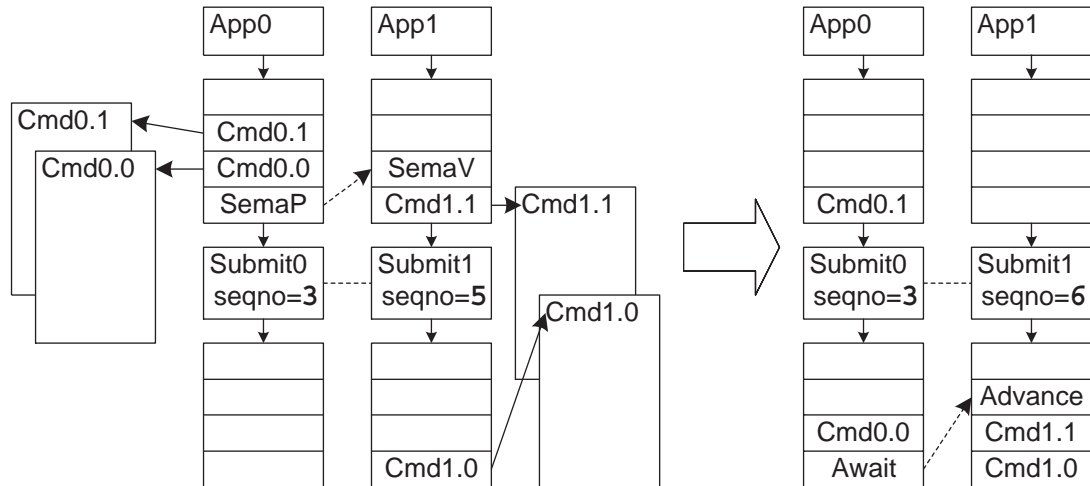 App0
App1
Cmd0.1
Cmd0.0
Cmd0.1
Cmd0.0
SemaP
SemaV
Cmd1.1
Cmd1.1
Submit0
seqno=3
Submit1
seqno=5
Cmd1.0
Cmd1.0
App0
App1
Cmd0.1
Submit0
seqno=3
Submit1
seqno=6
Cmd0.0
Await
Advance
Cmd1.1
Cmd1.0